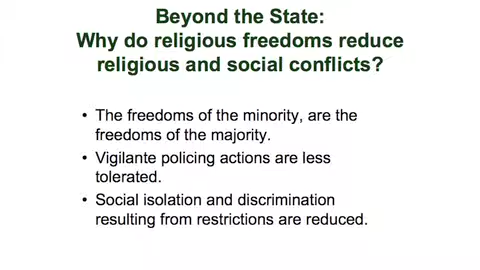 Beyond the State:
Why do religious freedoms reduce
religious and social conflicts?
• The freedoms of the minority, are the
freedoms of the majority.
• Vigilante policing actions are less
tolerated.
• Social isolation and discrimination
resulting from restrictions are reduced.